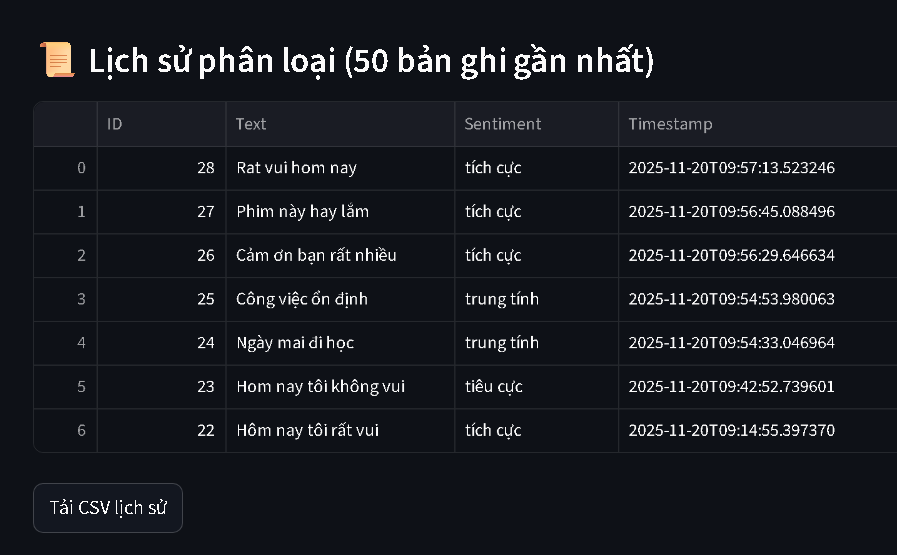 Lịch sử phân loại (50 bản ghi gần nhất)
ID Text Sentiment Timestamp
0 28 Rat vui hom nay tích cực 2025-11-20T09:57:13.523246
1 27 Phim này hay lắm tích cực 2025-11-20T09:56:45.088496
2 26 Cảm ơn bạn rất nhiều tích cực 2025-11-20T09:56:29.646634
3 25 Công việc ổn định trung tính 2025-11-20T09:54:53.980063
4 24 Ngày mai đi học trung tính 2025-11-20T09:54:33.046964
5 23 Hom nay tôi không vui tiêu cực 2025-11-20T09:42:52.739601
6 22 Hôm nay tôi rất vui tích cực 2025-11-20T09:14:55.397370
Tải CSV lịch sử